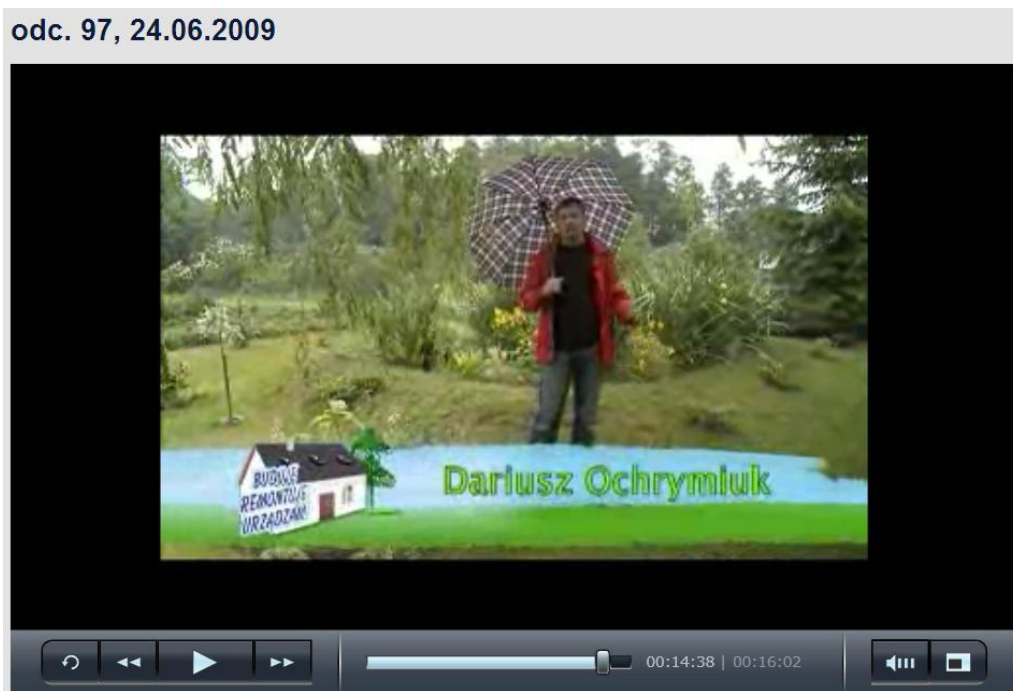 odc. 97, 24.06.2009
BUDUJĘ
REMONTUJĘ
URZĄDZAM
Dariusz Ochrymiuk
00:14:38 | 00:16:02